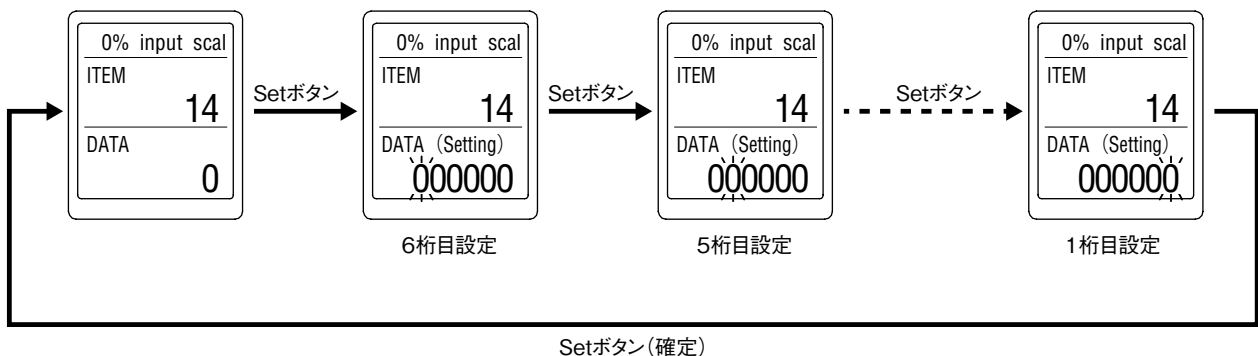 0% input scal
ITEM
14
DATA
0
Setボタン
0% input scal
ITEM
14
DATA (Setting)
000000
6桁目設定
Setボタン
0% input scal
ITEM
14
DATA (Setting)
000000
5桁目設定
Setボタン
0% input scal
ITEM
14
DATA (Setting)
000000
1桁目設定
Setボタン(確定)